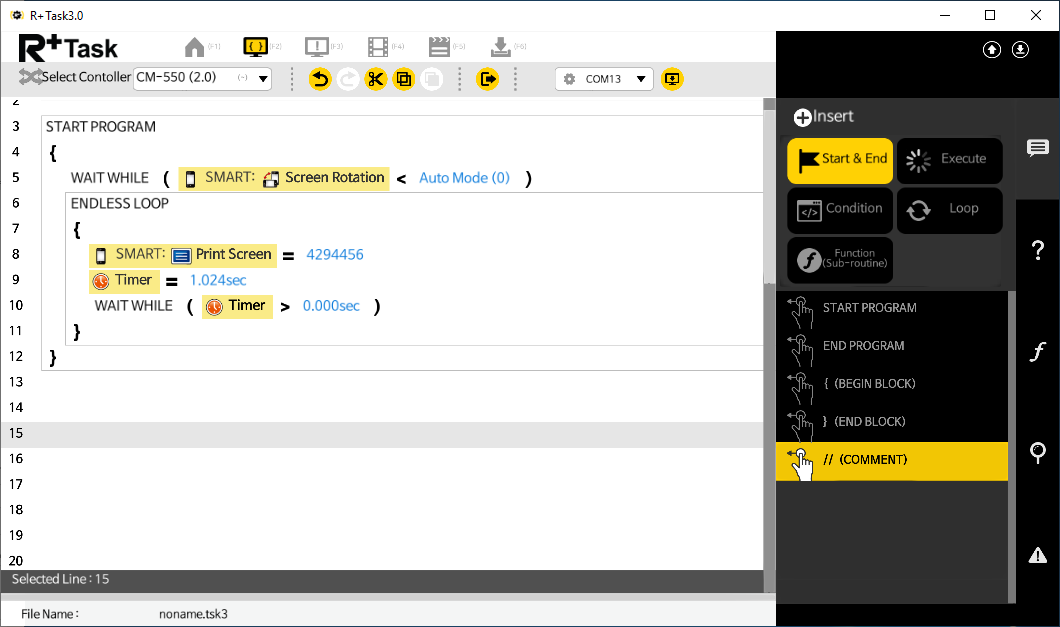 R+Task3.0
R+Task
(F1)
(F2)
(F3)
(F4)
(F5)
(F6)
Select Contoller CM-550 (2.0) (-) COM13
2
3 START PROGRAM
4 {
5 WAIT WHILE ( SMART: Screen Rotation < Auto Mode (0) )
6 ENDLESS LOOP
7 {
8 SMART: Print Screen = 4294456
9 Timer = 1.024sec
10 WAIT WHILE ( Timer > 0.000sec )
11 }
12 }
13
14
15
16
17
18
19
20
Selected Line : 15
File Name : noname.tsk3
Insert
Start & End
Execute
Condition
Loop
Function
(Sub-routine)
START PROGRAM
END PROGRAM
{ (BEGIN BLOCK)
} (END BLOCK)
// (COMMENT)